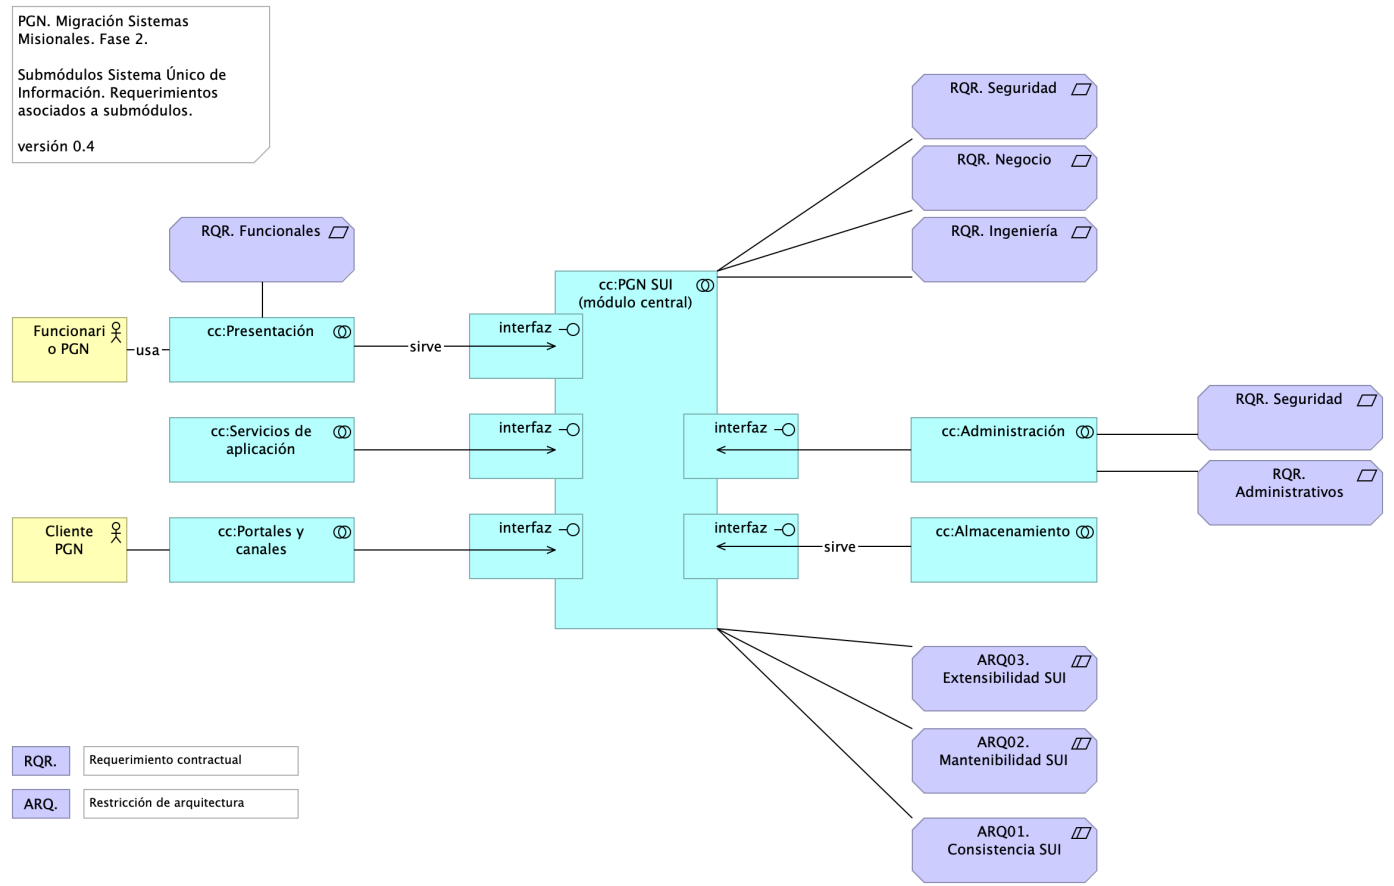 PGN. Migración Sistemas
Misionales. Fase 2.
Submódulos Sistema Único de
Información. Requerimientos
asociados a submódulos.
versión 0.4
RQR. Seguridad
RQR. Negocio
RQR. Ingeniería
RQR. Funcionales
cc:PGN SUI
(módulo central)
Funcionari
o PGN
usa
cc:Presentación
sirve
interfaz
cc:Servicios de
aplicación
interfaz
interfaz
cc:Administración
RQR. Seguridad
RQR.
Administrativos
Cliente
PGN
cc:Portales y
canales
interfaz
interfaz
sirve
cc:Almacenamiento
ARQ03.
Extensibilidad SUI
ARQ02.
Mantenibilidad SUI
ARQ01.
Consistencia SUI
RQR.
Requerimiento contractual
ARQ.
Restricción de arquitectura